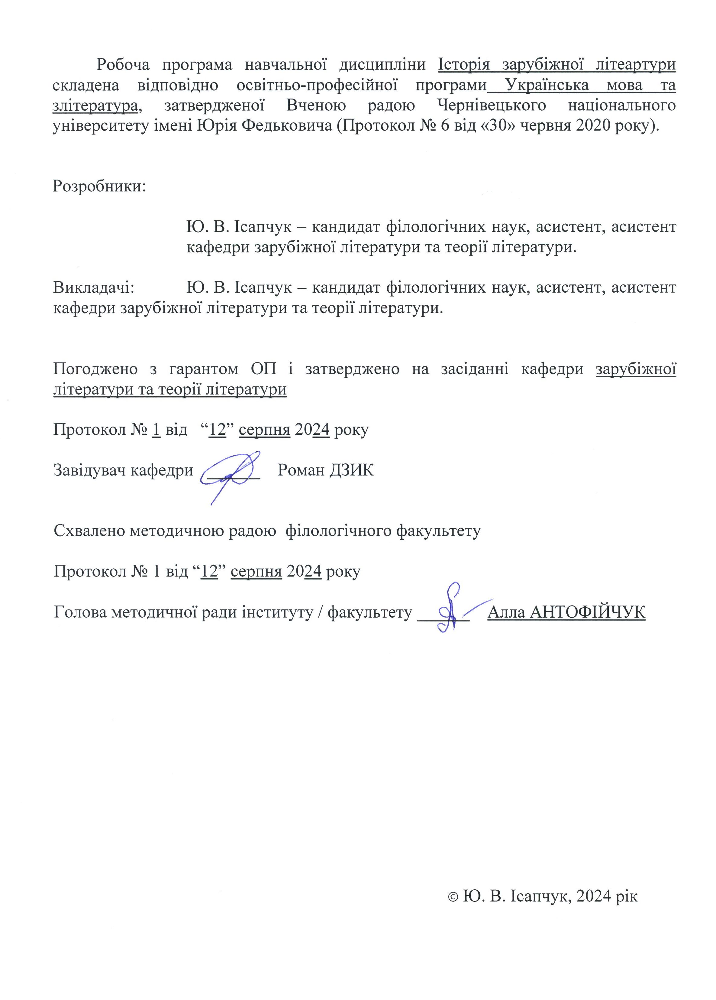 Робоча програма навчальної дисципліни Історія зарубіжної літеартури
складена відповідно освітньо-професійної програми Українська мова та
злітература, затвердженої Вченою радою Чернівецького національного
університету імені Юрія Федьковича (Протокол № 6 від «30» червня 2020 року).
Розробники:
Ю. В. Ісапчук – кандидат філологічних наук, асистент, асистент
кафедри зарубіжної літератури та теорії літератури.
Викладачі: Ю. В. Ісапчук – кандидат філологічних наук, асистент, асистент
кафедри зарубіжної літератури та теорії літератури.
Погоджено з гарантом ОП і затверджено на засіданні кафедри зарубіжної
літератури та теорії літератури
Протокол № 1 від “12” серпня 2024 року
Завідувач кафедри ______ Роман ДЗИК
Схвалено методичною радою філологічного факультету
Протокол № 1 від “12” серпня 2024 року
Голова методичної ради інституту / факультету ______ Алла АНТОФІЙЧУК
© Ю. В. Ісапчук, 2024 рік